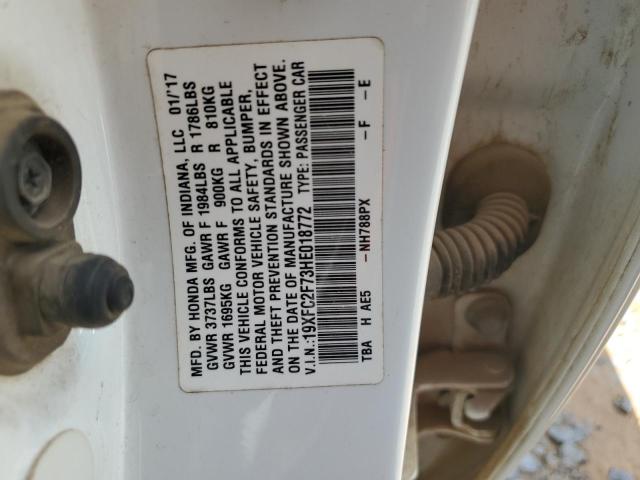 MFD. BY HONDA MFG. OF INDIANA, LLC 01/'17
GVWR 3737LBS GAWR F 1984LBS R 1786LBS
GVWR 1695KG GAWR F 900KG R 810KG
THIS VEHICLE CONFORMS TO ALL APPLICABLE
FEDERAL MOTOR VEHICLE SAFETY, BUMPER,
AND THEFT PREVENTION STANDARDS IN EFFECT
ON THE DATE OF MANUFACTURE SHOWN ABOVE.
V.I.N.:19XFC2F73HE018772 TYPE: PASSENGER CAR
TBA H AE5 –NH788PX –F –E